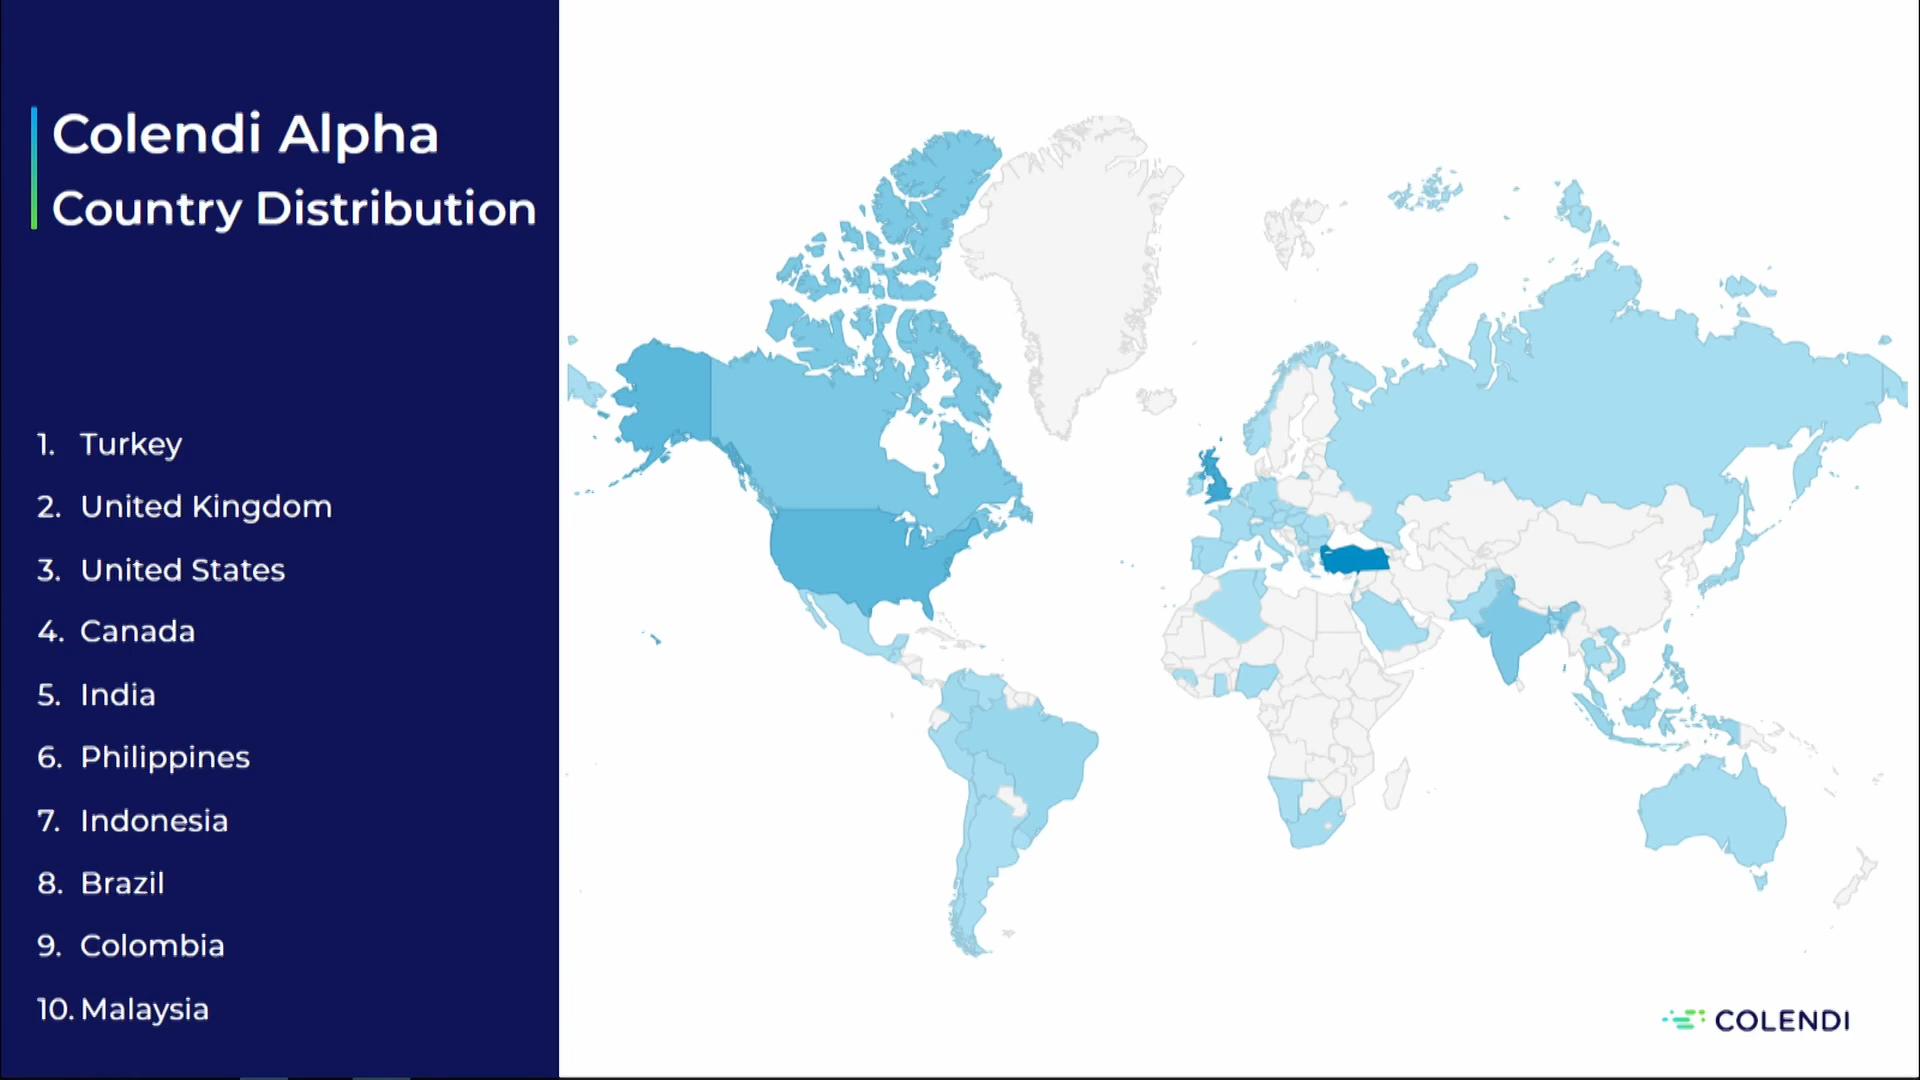 Colendi Alpha
Country Distribution
1. Turkey
2. United Kingdom
3. United States
4. Canada
5. India
6. Philippines
7. Indonesia
8. Brazil
9. Colombia
10. Malaysia
COLENDI